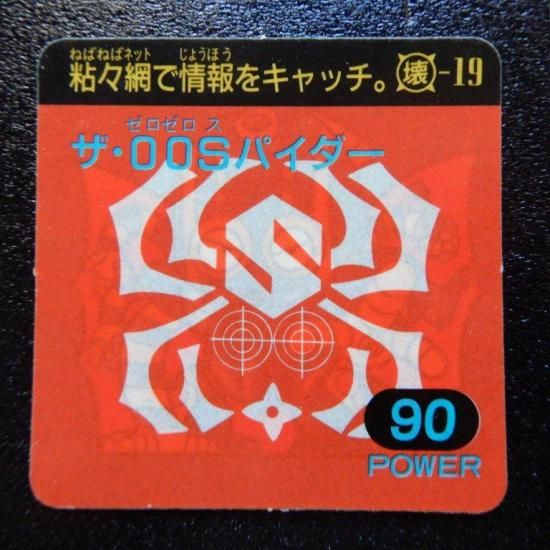 ねばねばネット じょうほう
粘々網で情報をキャッチ。 壊-19
ゼロゼロ ス
ザ・00Sパイダー
S
90
POWER